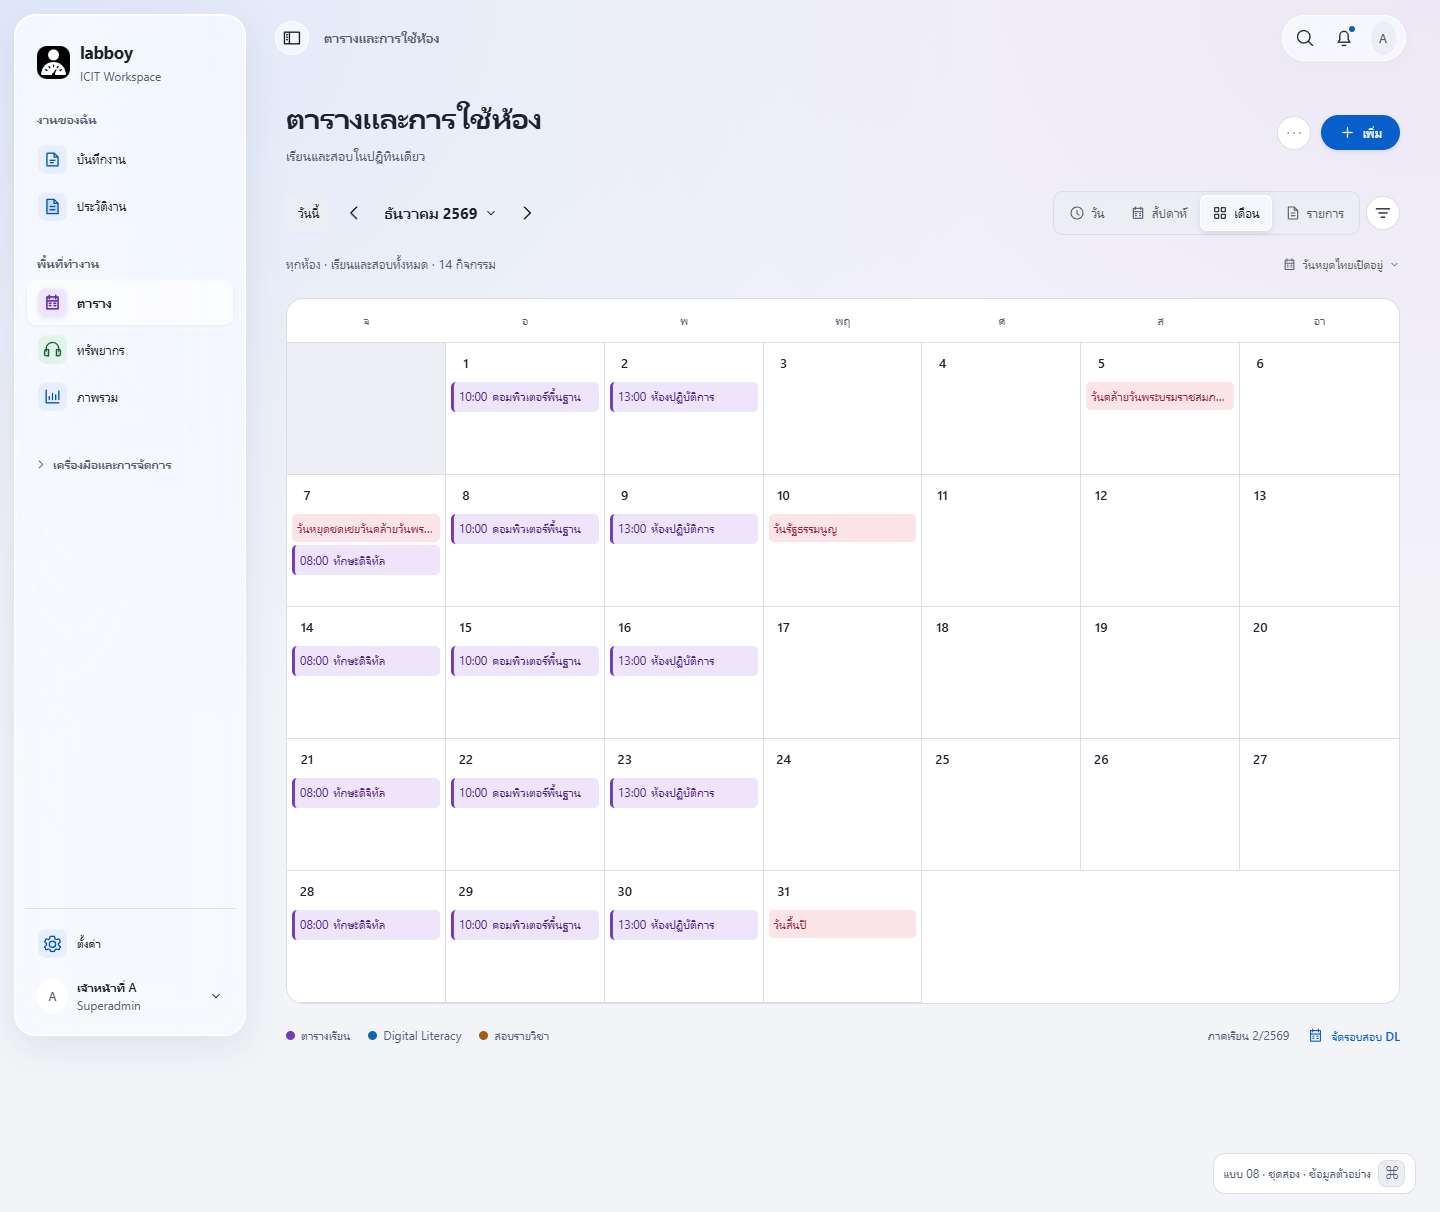 labboy
ICIT Workspace
งานของฉัน
บันทึกงาน
ประวัติงาน
พื้นที่ทำงาน
ตาราง
ทรัพยากร
ภาพรวม
เครื่องมือและการจัดการ
ตั้งค่า
A
เจ้าหน้าที่ A
Superadmin
ตารางและการใช้ห้อง
A
ตารางและการใช้ห้อง
เรียนและสอบในปฏิทินเดียว
เพิ่ม
วันนี้
ธันวาคม 2569
วัน
สัปดาห์
เดือน
รายการ
ทุกห้อง · เรียนและสอบทั้งหมด · 14 กิจกรรม
วันหยุดไทยเปิดอยู่
จ อ พ พฤ ศ ส อา
1 2 3 4 5 6
10:00 คอมพิวเตอร์พื้นฐาน
13:00 ห้องปฏิบัติการ
วันคล้ายวันพระบรมราชสมภ...
7 8 9 10 11 12 13
วันหยุดชดเชยวันคล้ายวันพร...
08:00 ทักษะดิจิทัล
10:00 คอมพิวเตอร์พื้นฐาน
13:00 ห้องปฏิบัติการ
วันรัฐธรรมนูญ
14 15 16 17 18 19 20
08:00 ทักษะดิจิทัล
10:00 คอมพิวเตอร์พื้นฐาน
13:00 ห้องปฏิบัติการ
21 22 23 24 25 26 27
08:00 ทักษะดิจิทัล
10:00 คอมพิวเตอร์พื้นฐาน
13:00 ห้องปฏิบัติการ
28 29 30 31
08:00 ทักษะดิจิทัล
10:00 คอมพิวเตอร์พื้นฐาน
13:00 ห้องปฏิบัติการ
วันสิ้นปี
ตารางเรียน
Digital Literacy
สอบรายวิชา
ภาคเรียน 2/2569
จัดรอบสอบ DL
แบบ 08 · ชุดสอง · ข้อมูลตัวอย่าง ⌘